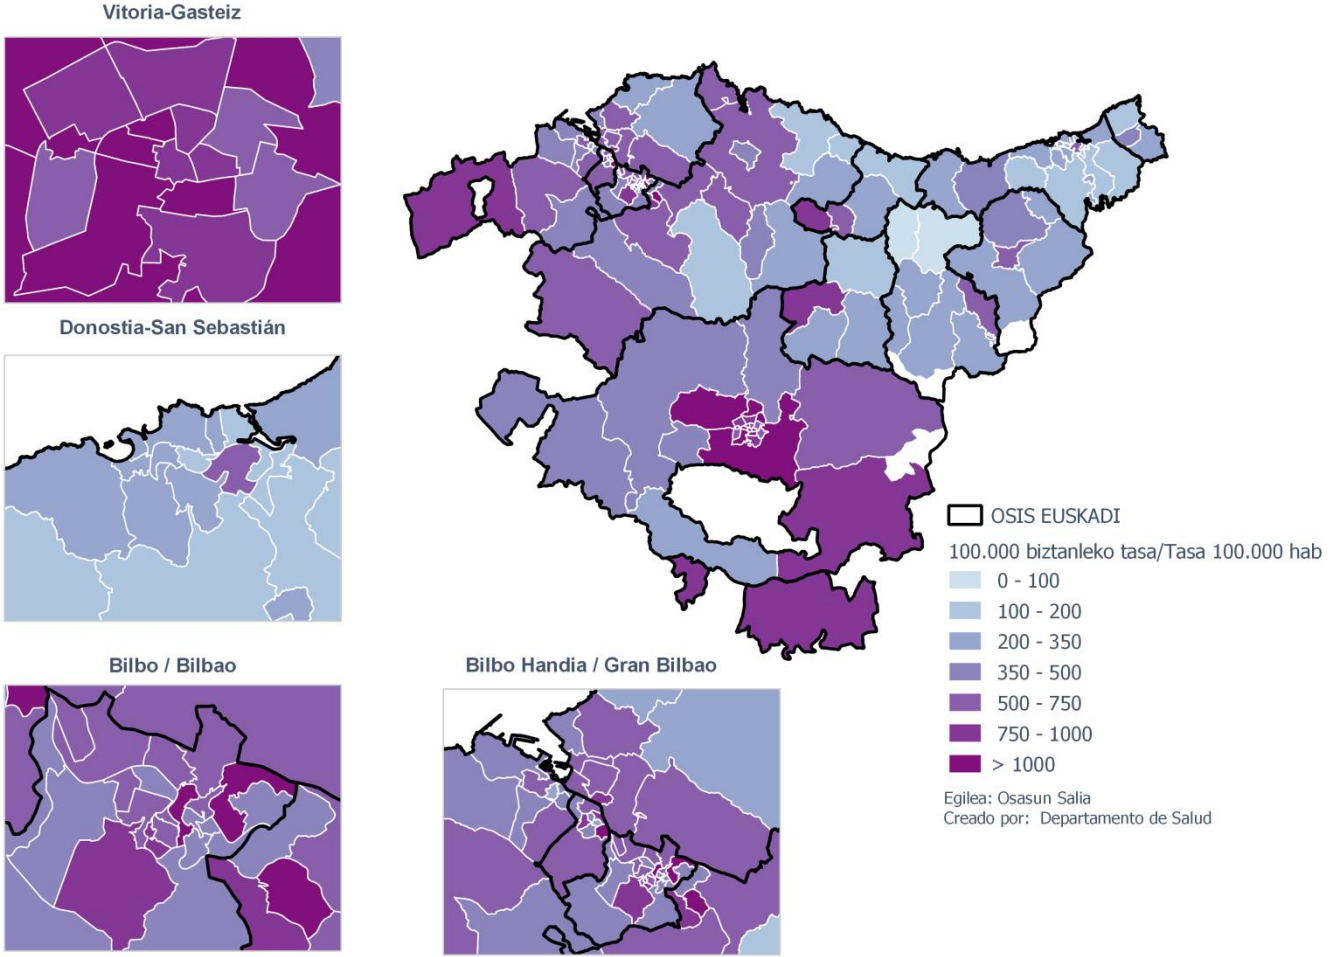 Vitoria-Gasteiz
Donostia-San Sebastián
Bilbo / Bilbao
Bilbo Handia / Gran Bilbao
OSIS EUSKADI
100.000 biztanleko tasa/Tasa 100.000 hab
0 - 100
100 - 200
200 - 350
350 - 500
500 - 750
750 - 1000
> 1000
Egilea: Osasun Salia
Creado por: Departamento de Salud